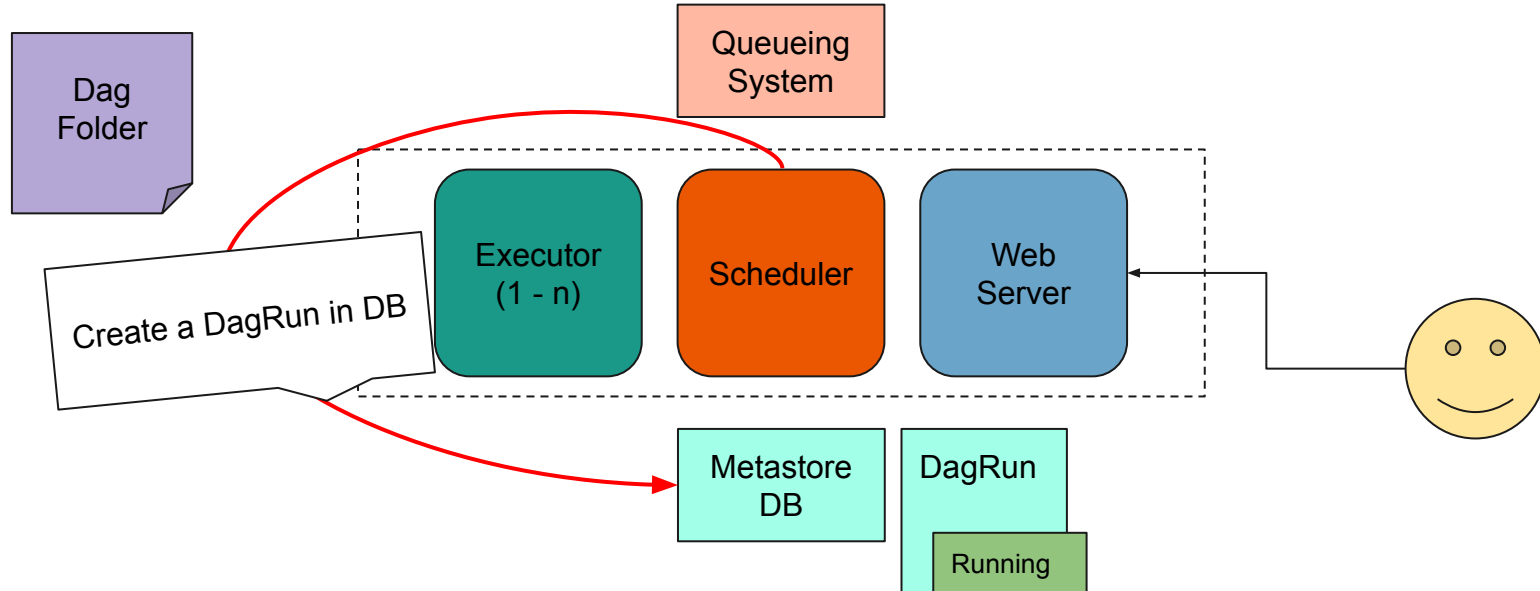 Queueing
System
Dag
Folder
Executor
(1 - n)
Scheduler
Web
Server
Create a DagRun in DB
Metastore
DB
DagRun
Running